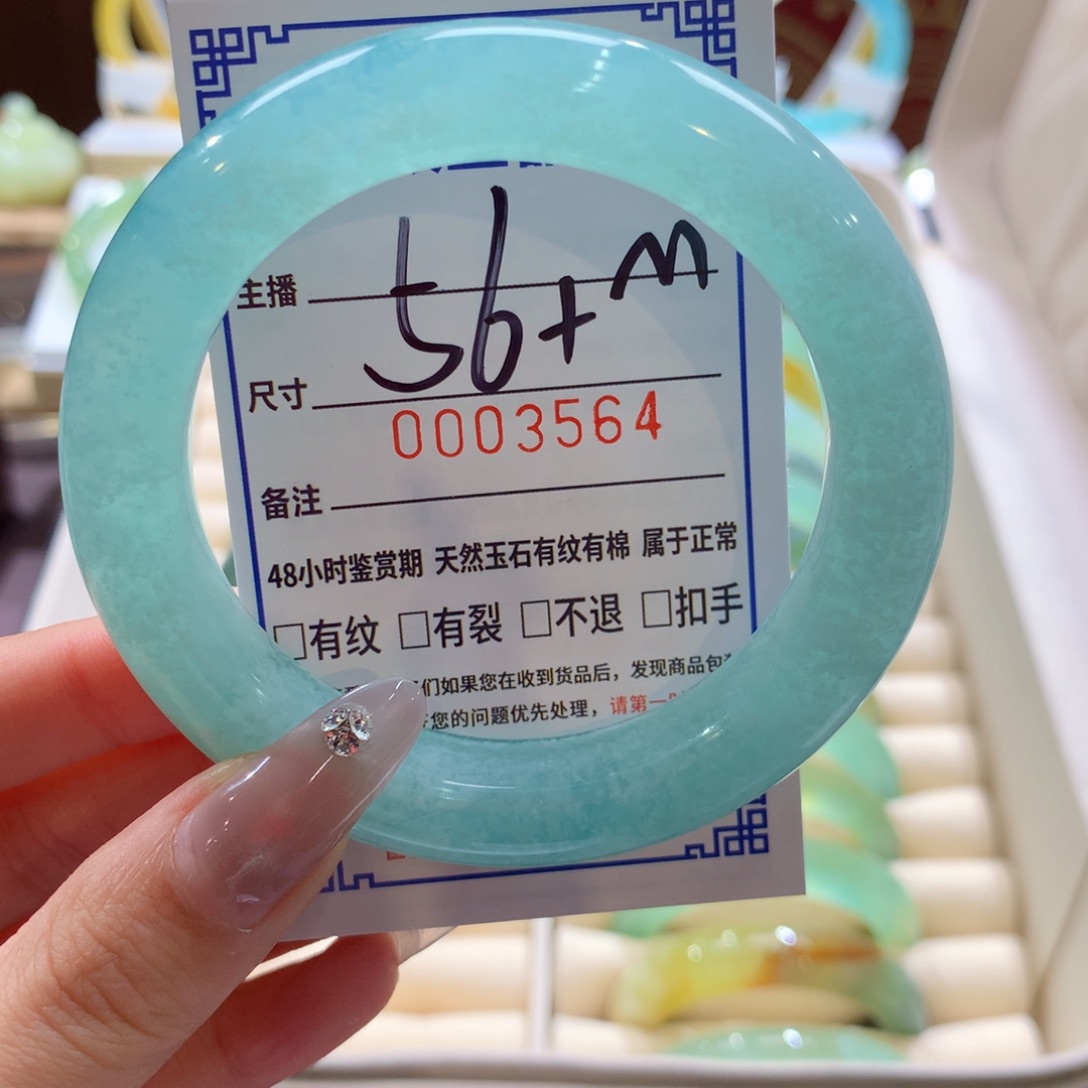 主播
56+ M
尺寸
0003564
备注
48小时鉴赏期 天然玉石有纹有棉 属于正常
□有纹 □有裂 □不退 □扣手
们如果您在收到货品后，发现商品包
您的问题优先处理，请第一